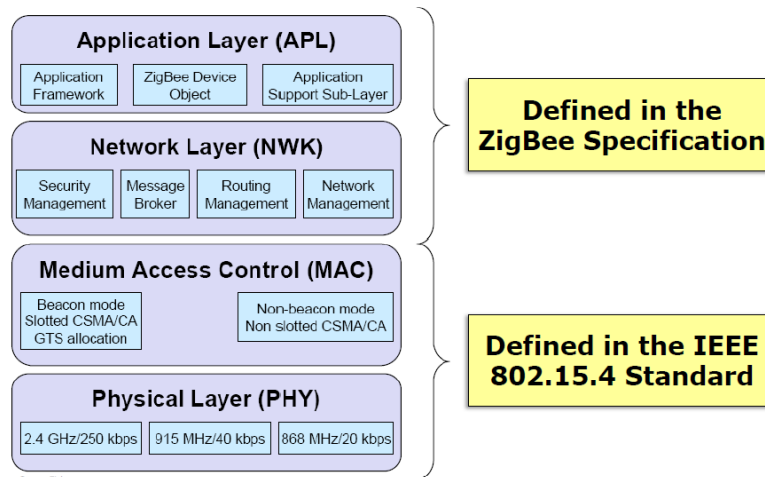 Application Layer (APL)
Application
Framework
ZigBee Device
Object
Application
Support Sub-Layer
Defined in the
ZigBee Specification
Network Layer (NWK)
Security
Management
Message
Broker
Routing
Management
Network
Management
Medium Access Control (MAC)
Beacon mode
Slotted CSMA/CA
GTS allocation
Non-beacon mode
Non slotted CSMA/CA
Defined in the IEEE
802.15.4 Standard
Physical Layer (PHY)
2.4 GHz/250 kbps
915 MHz/40 kbps
868 MHz/20 kbps